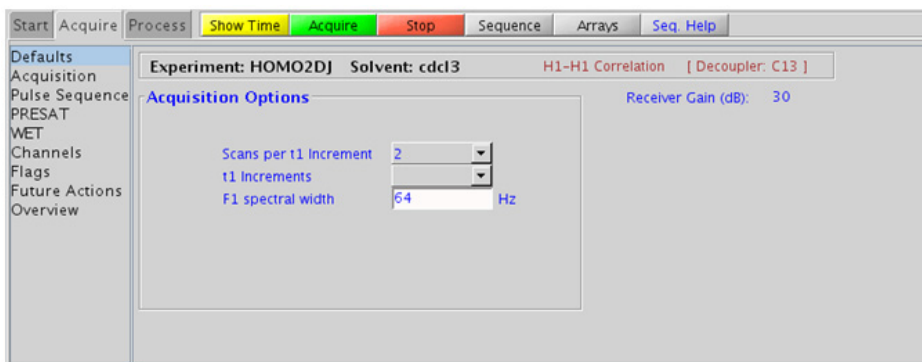 Start Acquire Process Show Time Acquire Stop Sequence Arrays Seq. Help
Defaults
Acquisition
Pulse Sequence
PRESAT
WET
Channels
Flags
Future Actions
Overview
Experiment: HOMO2DJ Solvent: cdcl3 H1-H1 Correlation [ Decoupler: C13 ]
Acquisition Options
Receiver Gain (dB): 30
Scans per t1 Increment 2
t1 Increments
F1 spectral width 64 Hz